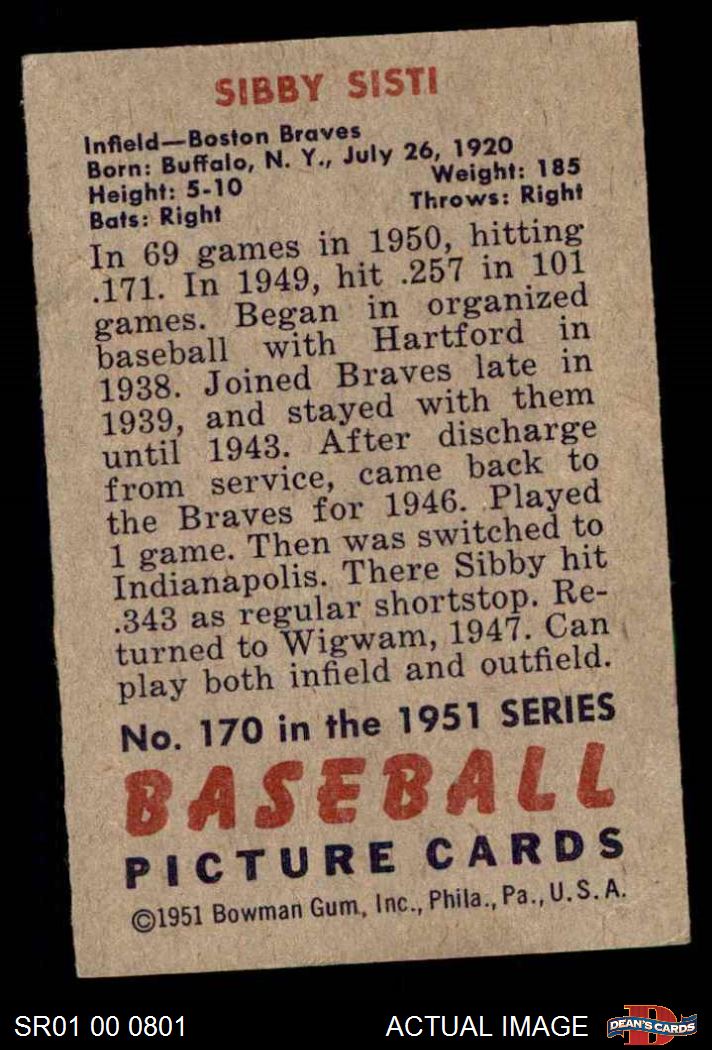 SIBBY SISTI
Infield—Boston Braves
Born: Buffalo, N. Y., July 26, 1920
Height: 5-10 Weight: 185
Bats: Right Throws: Right
In 69 games in 1950, hitting
.171. In 1949, hit .257 in 101
games. Began in organized
baseball with Hartford in
1938. Joined Braves late in
1939, and stayed with them
until 1943. After discharge
from service, came back to
the Braves for 1946. Played
1 game. Then was switched to
Indianapolis. There Sibby hit
.343 as regular shortstop. Re-
turned to Wigwam, 1947. Can
play both infield and outfield.
No. 170 in the 1951 SERIES
BASEBALL
PICTURE CARDS
©1951 Bowman Gum, Inc., Phila., Pa., U.S.A.
SR01 00 0801 ACTUAL IMAGE
D
DEAN'S CARDS